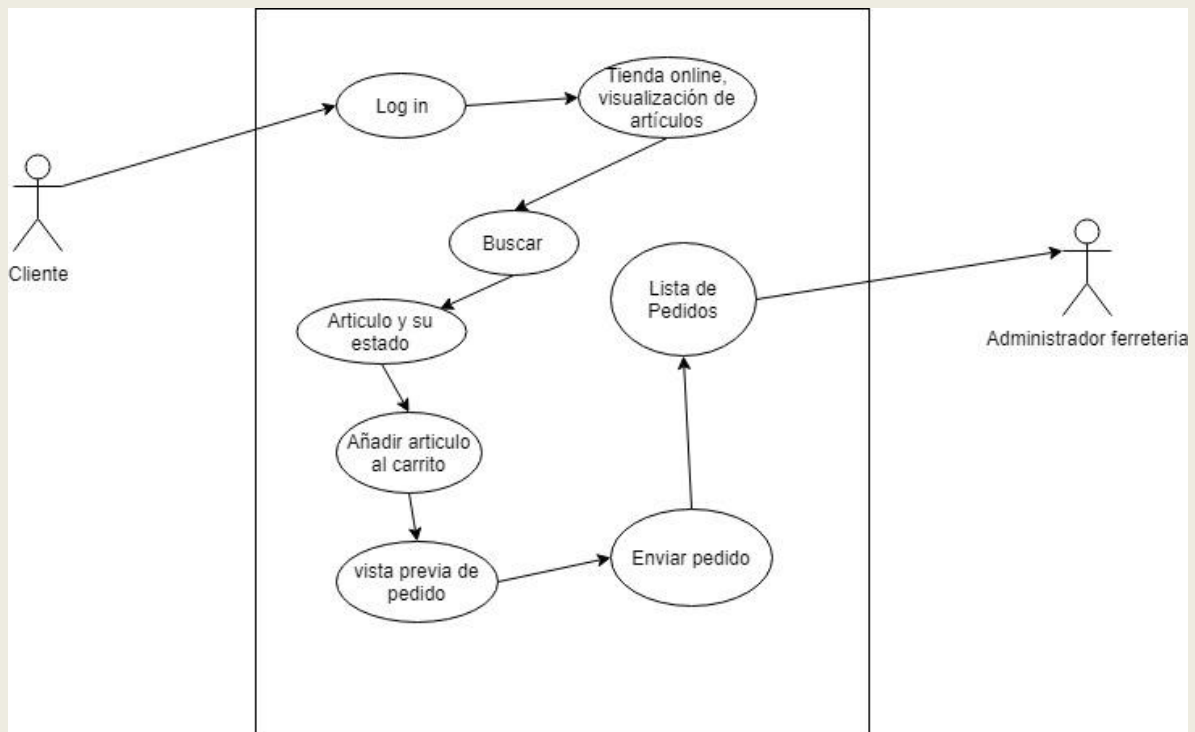 Log in
Tienda online,
visualización de
artículos
Cliente
Buscar
Lista de
Pedidos
Administrador ferreteria
Articulo y su
estado
Añadir articulo
al carrito
vista previa de
pedido
Enviar pedido